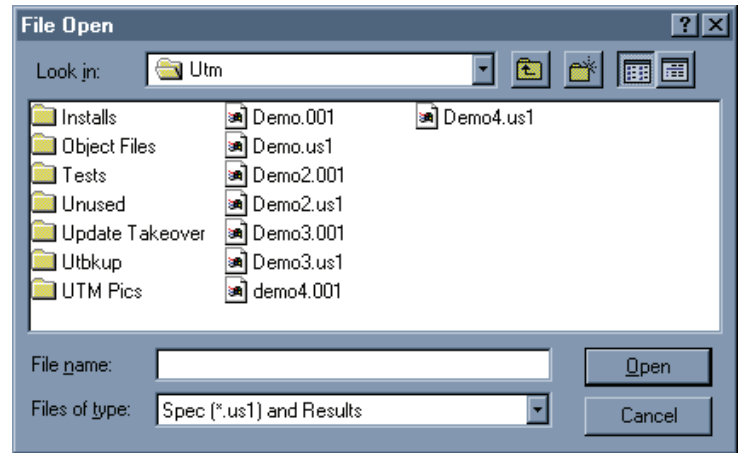 File Open
Look in: Utm
Installs
Object Files
Tests
Unused
Update Takeover
Utbkup
UTM Pics
Demo.001
Demo.us1
Demo2.001
Demo2.us1
Demo3.001
Demo3.us1
demo4.001
Demo4.us1
File name:
Open
Files of type: Spec (*.us1) and Results
Cancel